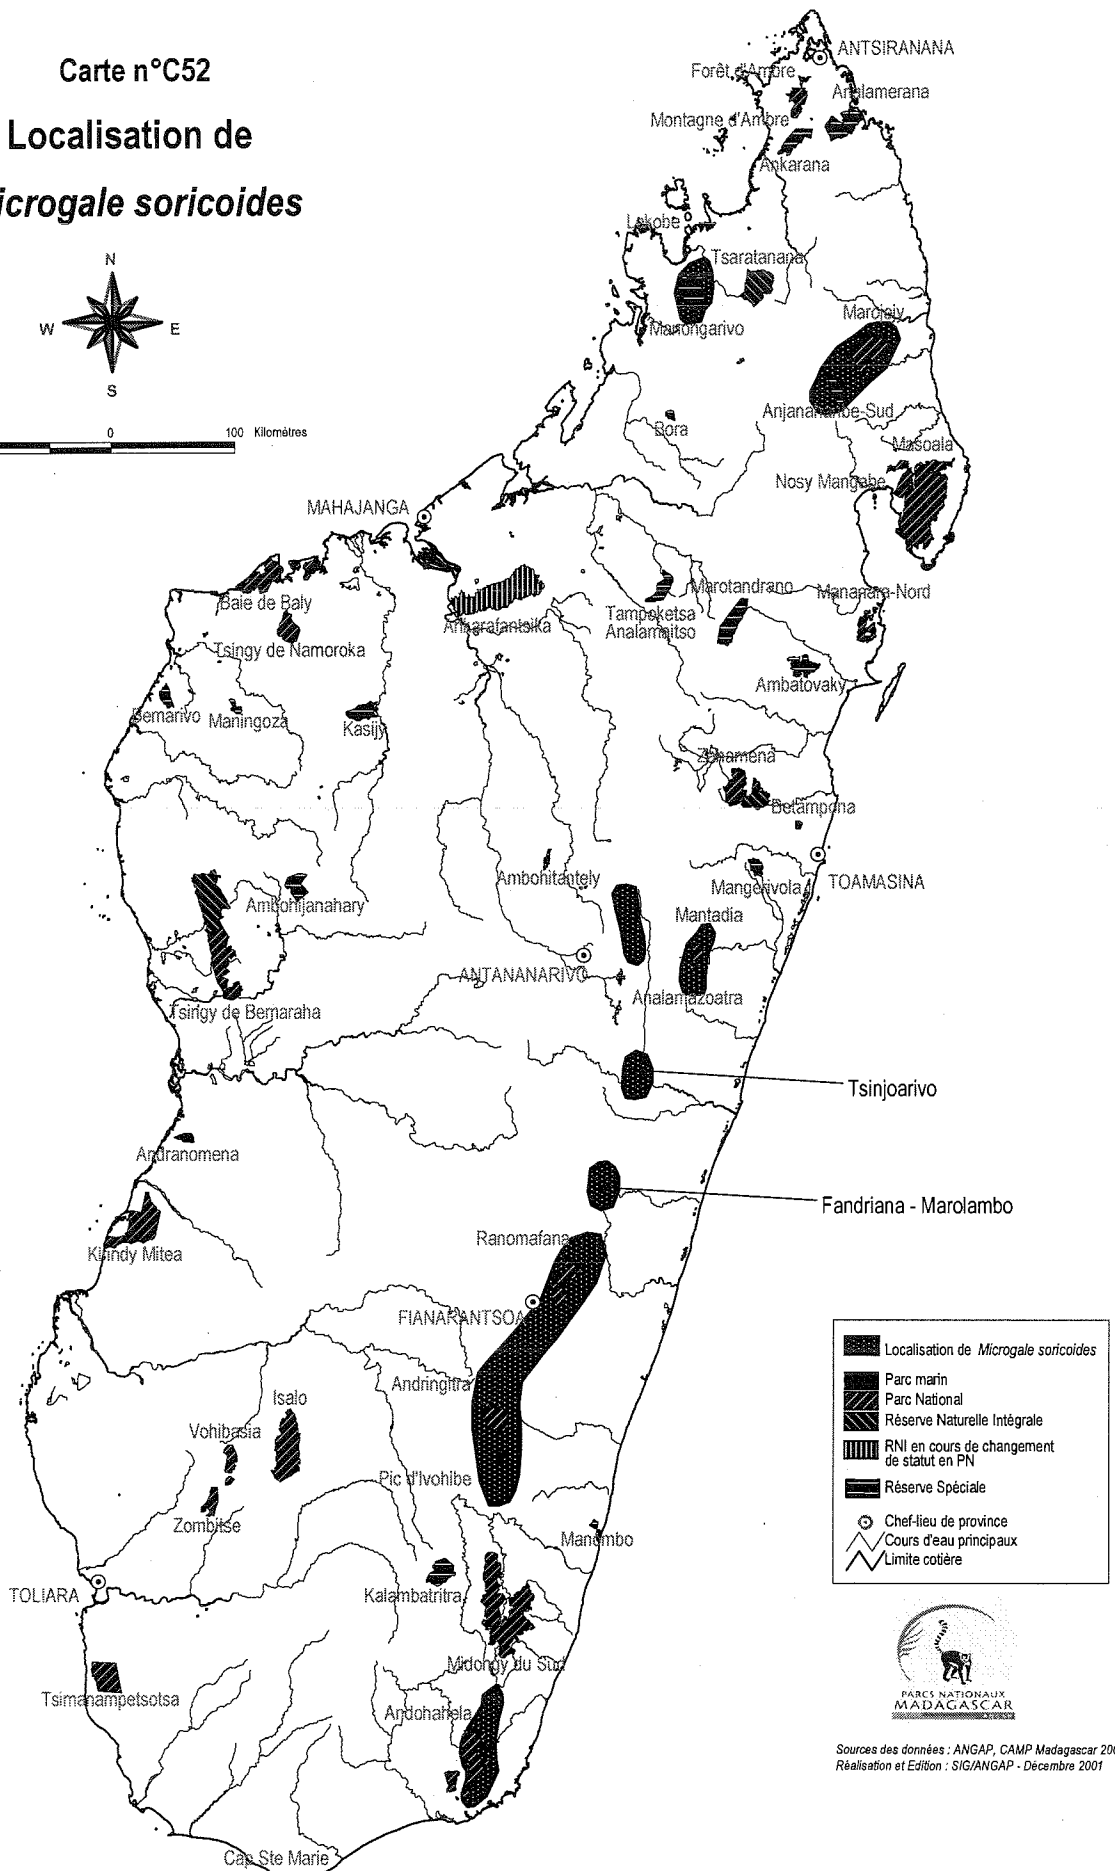 Carte n°C52
Localisation de
icrogale soricoides
N
W
E
S
0
100 Kilomètres
ANTSIRANANA
Forêt d'Ambre
Analamerana
Montagne d'Ambre
Ankarana
Lokobe
Tsaratanana
Manongarivo
Marojejy
Anjanaharibe-Sud
Bora
Masoala
Nosy Mangabe
MAHAJANGA
Baie de Baly
Ankarafantsika
Tampoketsa
Analamaitso
Marotandrano
Mananara-Nord
Tsingy de Namoroka
Ambatovaky
Bemarivo
Maningoza
Kasijy
Zahamena
Betampona
Ambohitantely
Mangerivola
TOAMASINA
Ambohijanahary
Mantadia
ANTANANARIVO
Analamazoatra
Tsingy de Bemaraha
Tsinjoarivo
Andranomena
Fandriana - Marolambo
Kirindy Mitea
Ranomafana
FIANARANTSOA
Andringitra
Isalo
Vohibasia
Pic d'Ivohibe
Zombitse
Manombo
TOLIARA
Kalambatritra
Midongy du Sud
Tsimanampetsotsa
Andohahela
Cap Ste Marie
Localisation de Microgale soricoides
Parc marin
Parc National
Réserve Naturelle Intégrale
RNI en cours de changement
de statut en PN
Réserve Spéciale
Chef-lieu de province
Cours d'eau principaux
Limite cotière
PARCS NATIONAUX
MADAGASCAR
Sources des données : ANGAP, CAMP Madagascar 200
Réalisation et Edition : SIG/ANGAP - Décembre 2001